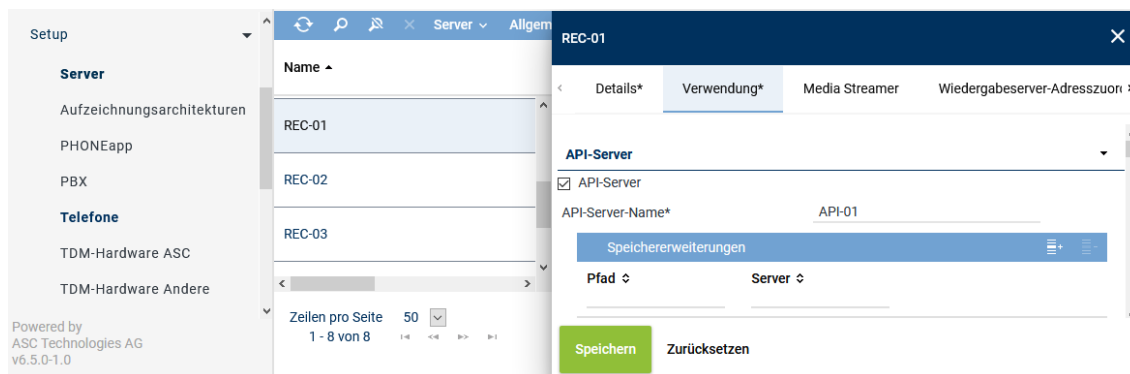 Setup
Server
Aufzeichnungsarchitekturen
PHONEapp
PBX
Telefone
TDM-Hardware ASC
TDM-Hardware Andere
Powered by
ASC Technologies AG
v6.5.0-1.0
Server Allgem
Name
REC-01
REC-02
REC-03
Zeilen pro Seite 50
1 - 8 von 8
REC-01
Details* Verwendung* Media Streamer Wiedergabeserver-Adresszuor
API-Server
API-Server
API-Server-Name* API-01
Speichererweiterungen
Pfad Server
Speichern Zurücksetzen